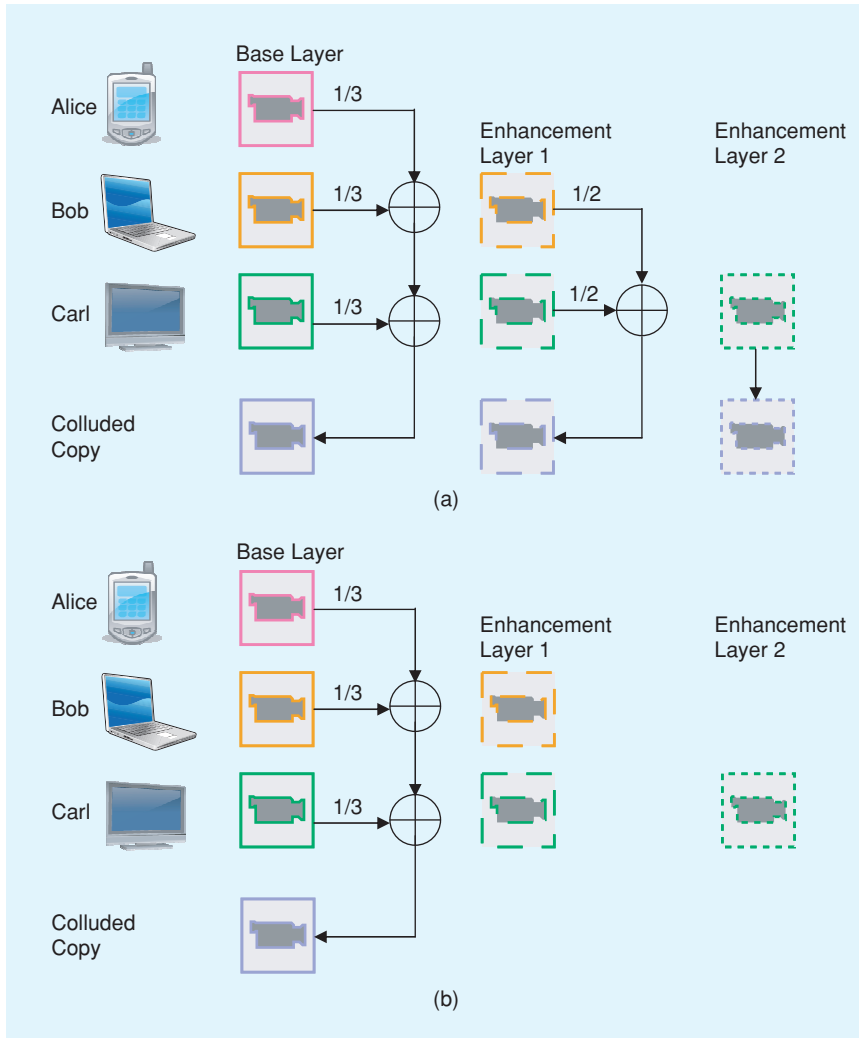 Base Layer
Alice
1/3
Enhancement
Layer 1
Enhancement
Layer 2
Bob
1/3
1/2
Carl
1/3
1/2
Colluded
Copy
(a)
Base Layer
Alice
1/3
Enhancement
Layer 1
Enhancement
Layer 2
Bob
1/3
Carl
1/3
Colluded
Copy
(b)